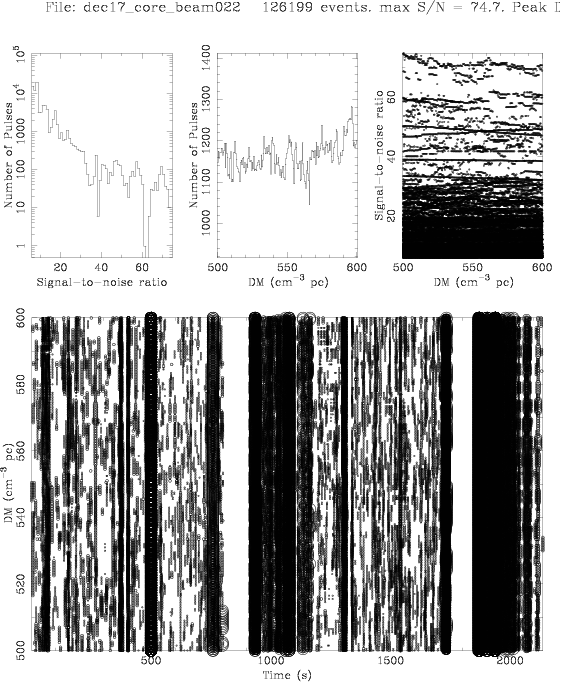 File: dec17_core_beam022 126199 events. max S/N = 74.7. Peak D
Number of Pulses
1 10 100 1000 10^4 10^5
20 40 60
Signal-to-noise ratio
Number of Pulses
1000 1100 1200 1300 1400
500 550 600
DM (cm^-3 pc)
Signal-to-noise ratio
20 40 60
500 550 600
DM (cm^-3 pc)
DM (cm^-3 pc)
500 520 540 560 580 600
500 1000 1500 2000
Time (s)